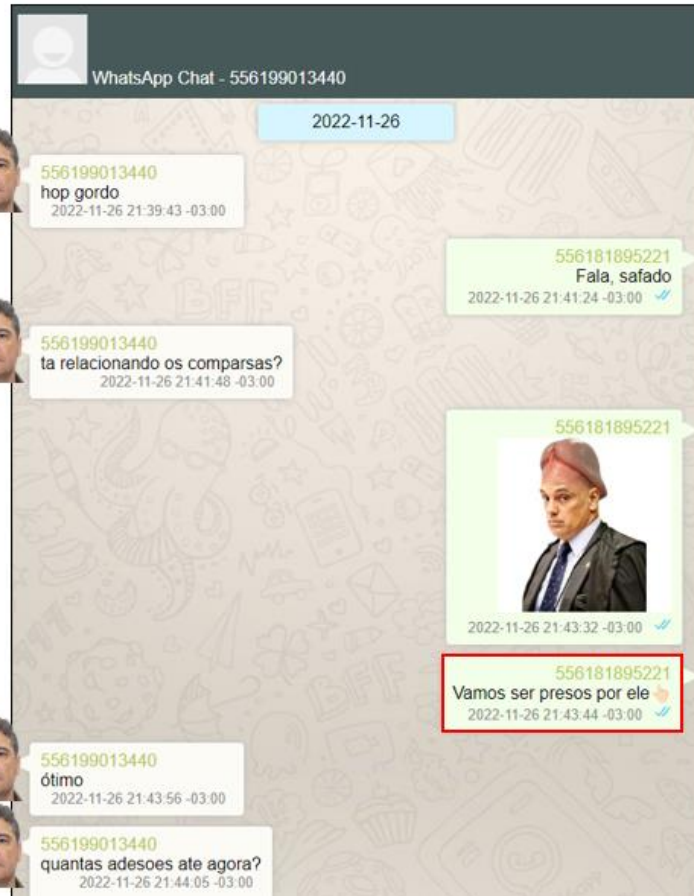 WhatsApp Chat - 556199013440
2022-11-26
556199013440
hop gordo
2022-11-26 21:39:43 -03:00
556181895221
Fala, safado
2022-11-26 21:41:24 -03:00
556199013440
ta relacionando os comparsas?
2022-11-26 21:41:48 -03:00
556181895221
2022-11-26 21:43:32 -03:00
556181895221
Vamos ser presos por ele👆🏻
2022-11-26 21:43:44 -03:00
556199013440
ótimo
2022-11-26 21:43:56 -03:00
556199013440
quantas adesoes ate agora?
2022-11-26 21:44:05 -03:00